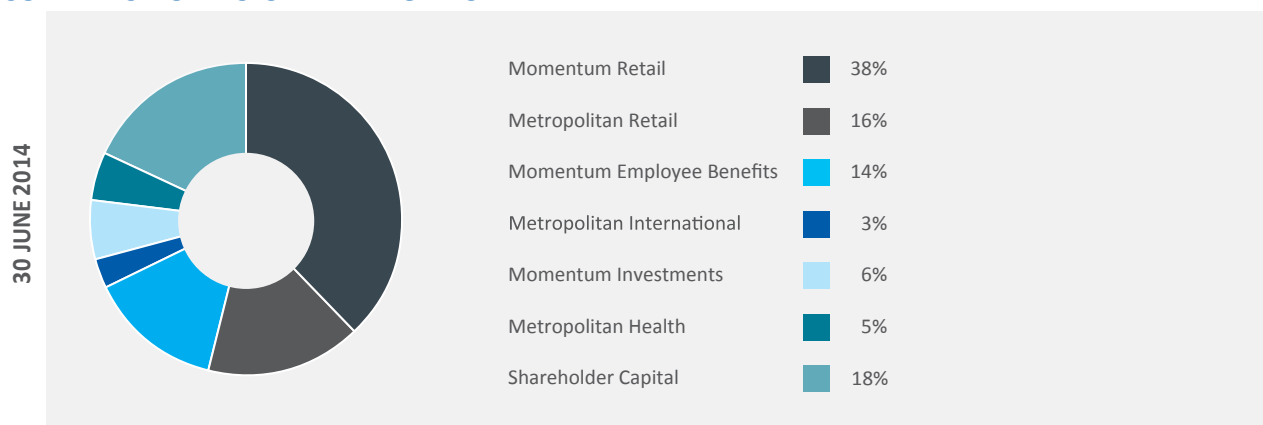 30 JUNE 2014
Momentum Retail 38%
Metropolitan Retail 16%
Momentum Employee Benefits 14%
Metropolitan International 3%
Momentum Investments 6%
Metropolitan Health 5%
Shareholder Capital 18%